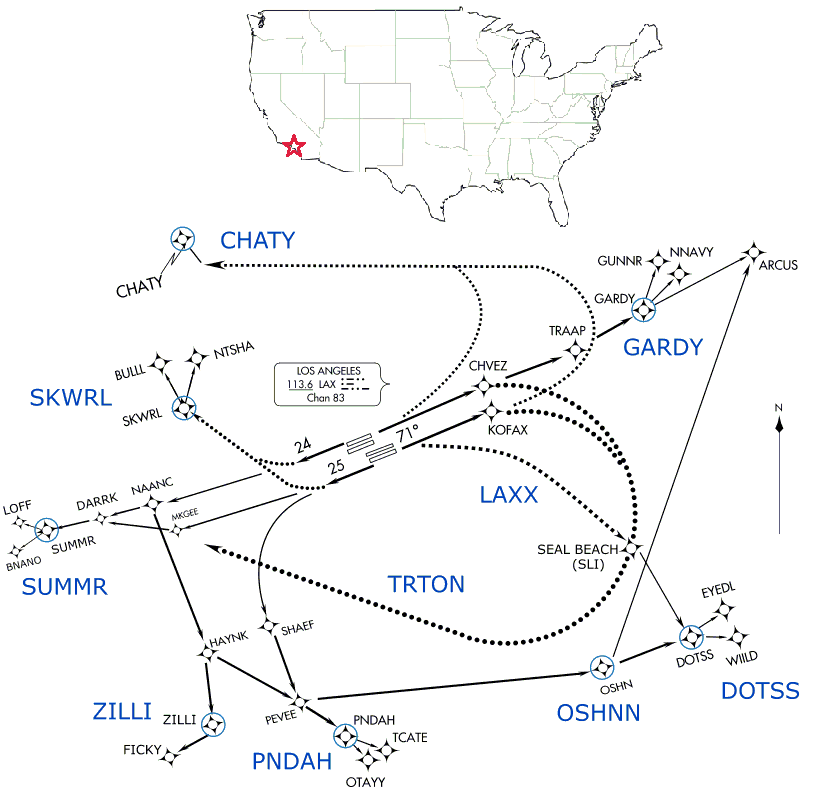 CHATY
CHATY
GUNNR
NNAVY
ARCUS
GARDY
TRAAP
GARDY
BULLL
NTSHA
LOS ANGELES
113.6 LAX
Chan 83
CHVEZ
SKWRL
SKWRL
KOFAX
N
24
71°
25
NAANC
LAXX
LOFF
DARRK
MKGEE
BNANO
SUMMR
SEAL BEACH
(SLI)
SUMMR
TRTON
EYEDL
HAYNK
SHAEF
DOTSS
WIILD
OSHN
DOTSS
ZILLI
ZILLI
PEVEE
PNDAH
OSHNN
FICKY
PNDAH
TCATE
OTAYY